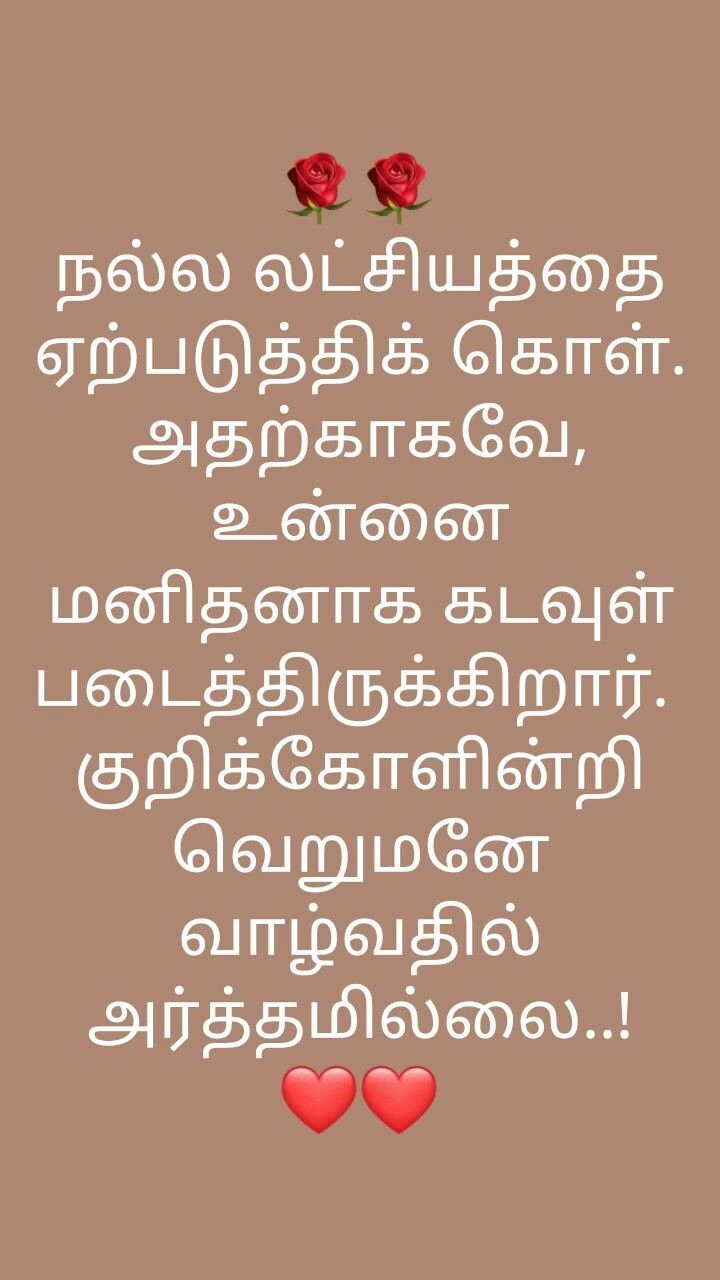 🌹🌹
நல்ல லட்சியத்தை
ஏற்படுத்திக் கொள்.
அதற்காகவே,
உன்னை
மனிதனாக கடவுள்
படைத்திருக்கிறார்.
குறிக்கோளின்றி
வெறுமனே
வாழ்வதில்
அர்த்தமில்லை..!
❤️❤️